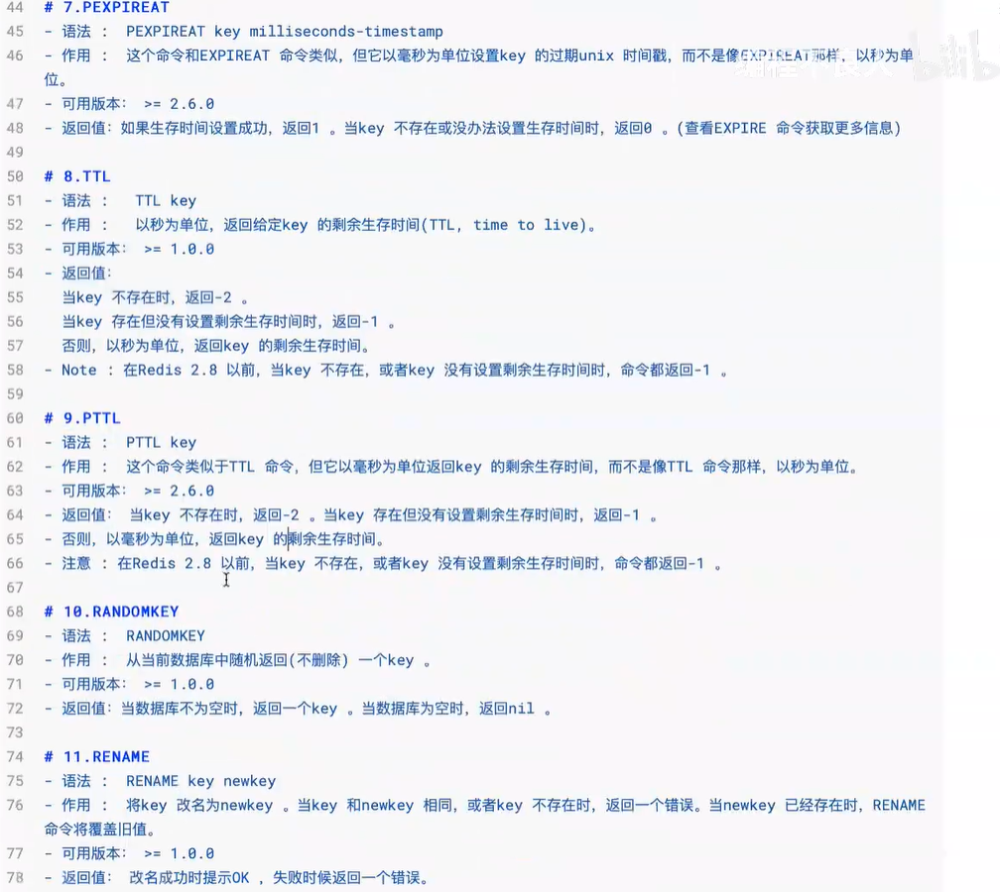 44 # 7.PEXPIREAT
45 - 语法 ： PEXPIREAT key milliseconds-timestamp
46 - 作用 ： 这个命令和EXPIREAT 命令类似，但它以毫秒为单位设置key 的过期unix 时间戳，而不是像EXPIREAT那样，以秒为单
位。
47 - 可用版本： >= 2.6.0
48 - 返回值：如果生存时间设置成功，返回1 。当key 不存在或没办法设置生存时间时，返回0 。(查看EXPIRE 命令获取更多信息)
49
50 # 8.TTL
51 - 语法 ： TTL key
52 - 作用 ： 以秒为单位，返回给定key 的剩余生存时间(TTL, time to live)。
53 - 可用版本： >= 1.0.0
54 - 返回值：
55 当key 不存在时，返回-2 。
56 当key 存在但没有设置剩余生存时间时，返回-1 。
57 否则，以秒为单位，返回key 的剩余生存时间。
58 - Note ：在Redis 2.8 以前，当key 不存在，或者key 没有设置剩余生存时间时，命令都返回-1 。
59
60 # 9.PTTL
61 - 语法 ： PTTL key
62 - 作用 ： 这个命令类似于TTL 命令，但它以毫秒为单位返回key 的剩余生存时间，而不是像TTL 命令那样，以秒为单位。
63 - 可用版本： >= 2.6.0
64 - 返回值： 当key 不存在时，返回-2 。当key 存在但没有设置剩余生存时间时，返回-1 。
65 - 否则，以毫秒为单位，返回key 的剩余生存时间。
66 - 注意 ：在Redis 2.8 以前，当key 不存在，或者key 没有设置剩余生存时间时，命令都返回-1 。
67
68 # 10.RANDOMKEY
69 - 语法 ： RANDOMKEY
70 - 作用 ： 从当前数据库中随机返回(不删除) 一个key 。
71 - 可用版本： >= 1.0.0
72 - 返回值：当数据库不为空时，返回一个key 。当数据库为空时，返回nil 。
73
74 # 11.RENAME
75 - 语法 ： RENAME key newkey
76 - 作用 ： 将key 改名为newkey 。当key 和newkey 相同，或者key 不存在时，返回一个错误。当newkey 已经存在时，RENAME
命令将覆盖旧值。
77 - 可用版本： >= 1.0.0
78 - 返回值： 改名成功时提示OK ，失败时候返回一个错误。